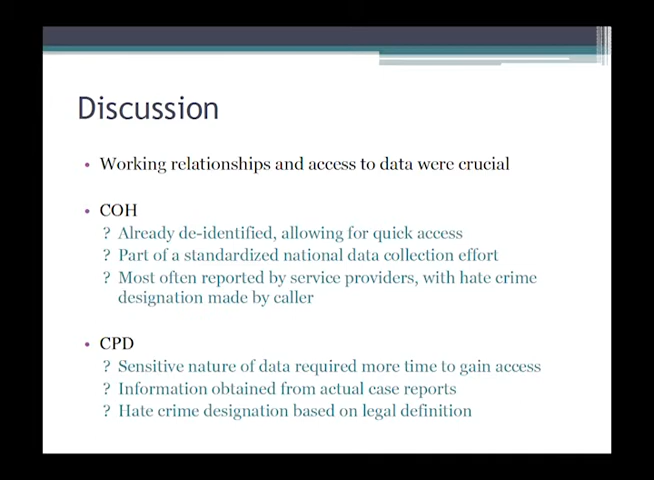 Discussion
• Working relationships and access to data were crucial
• COH
? Already de-identified, allowing for quick access
? Part of a standardized national data collection effort
? Most often reported by service providers, with hate crime
designation made by caller
• CPD
? Sensitive nature of data required more time to gain access
? Information obtained from actual case reports
? Hate crime designation based on legal definition